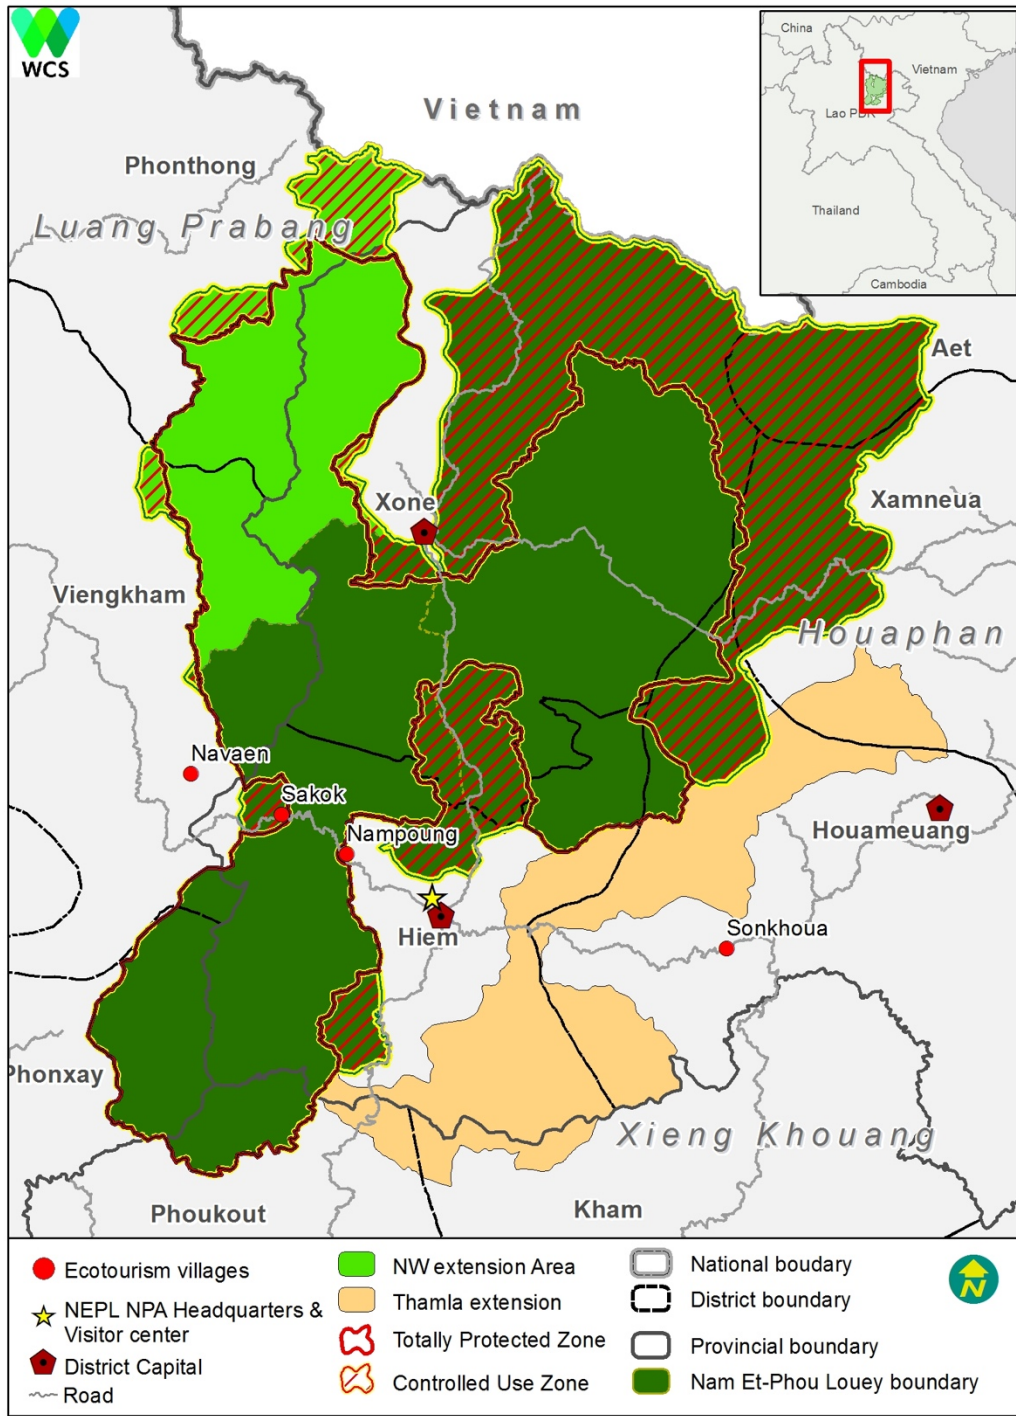 WCS
China
Vietnam
Lao PDR
Thailand
Cambodia
Vietnam
Phonthong
Luang Prabang
Aet
Xone
Xamneua
Viengkham
Houaphan
Navaen
Sakok
Nampoung
Houameuang
Hiem
Sonkhoua
Phonxay
Xieng Khouang
Phoukout
Kham
Ecotourism villages
NEPL NPA Headquarters &
Visitor center
District Capital
Road
NW extension Area
Thamla extension
Totally Protected Zone
Controlled Use Zone
National boudary
District boundary
Provincial boundary
Nam Et-Phou Louey boundary
N